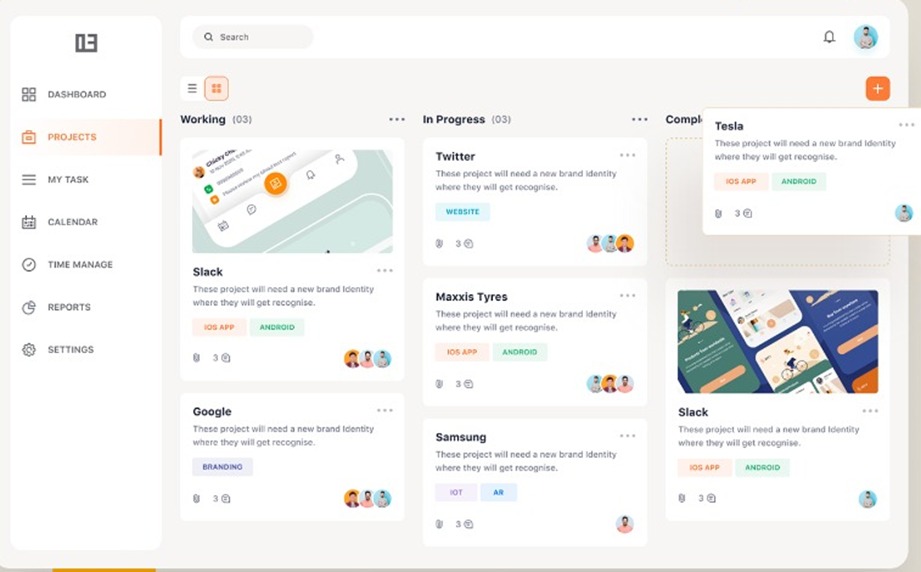 Search
DASHBOARD
PROJECTS
MY TASK
CALENDAR
TIME MANAGE
REPORTS
SETTINGS
Working (03)
Slack
These project will need a new brand Identity
where they will get recognise.
IOS APP
ANDROID
3
Google
These project will need a new brand Identity
where they will get recognise.
BRANDING
3
In Progress (03)
Twitter
These project will need a new brand Identity
where they will get recognise.
WEBSITE
3
Maxxis Tyres
These project will need a new brand Identity
where they will get recognise.
IOS APP
ANDROID
3
Samsung
These project will need a new brand Identity
where they will get recognise.
IOT
AR
3
Compl
Tesla
These project will need a new brand Identity
where they will get recognise.
IOS APP
ANDROID
3
Slack
These project will need a new brand Identity
where they will get recognise.
IOS APP
ANDROID
3